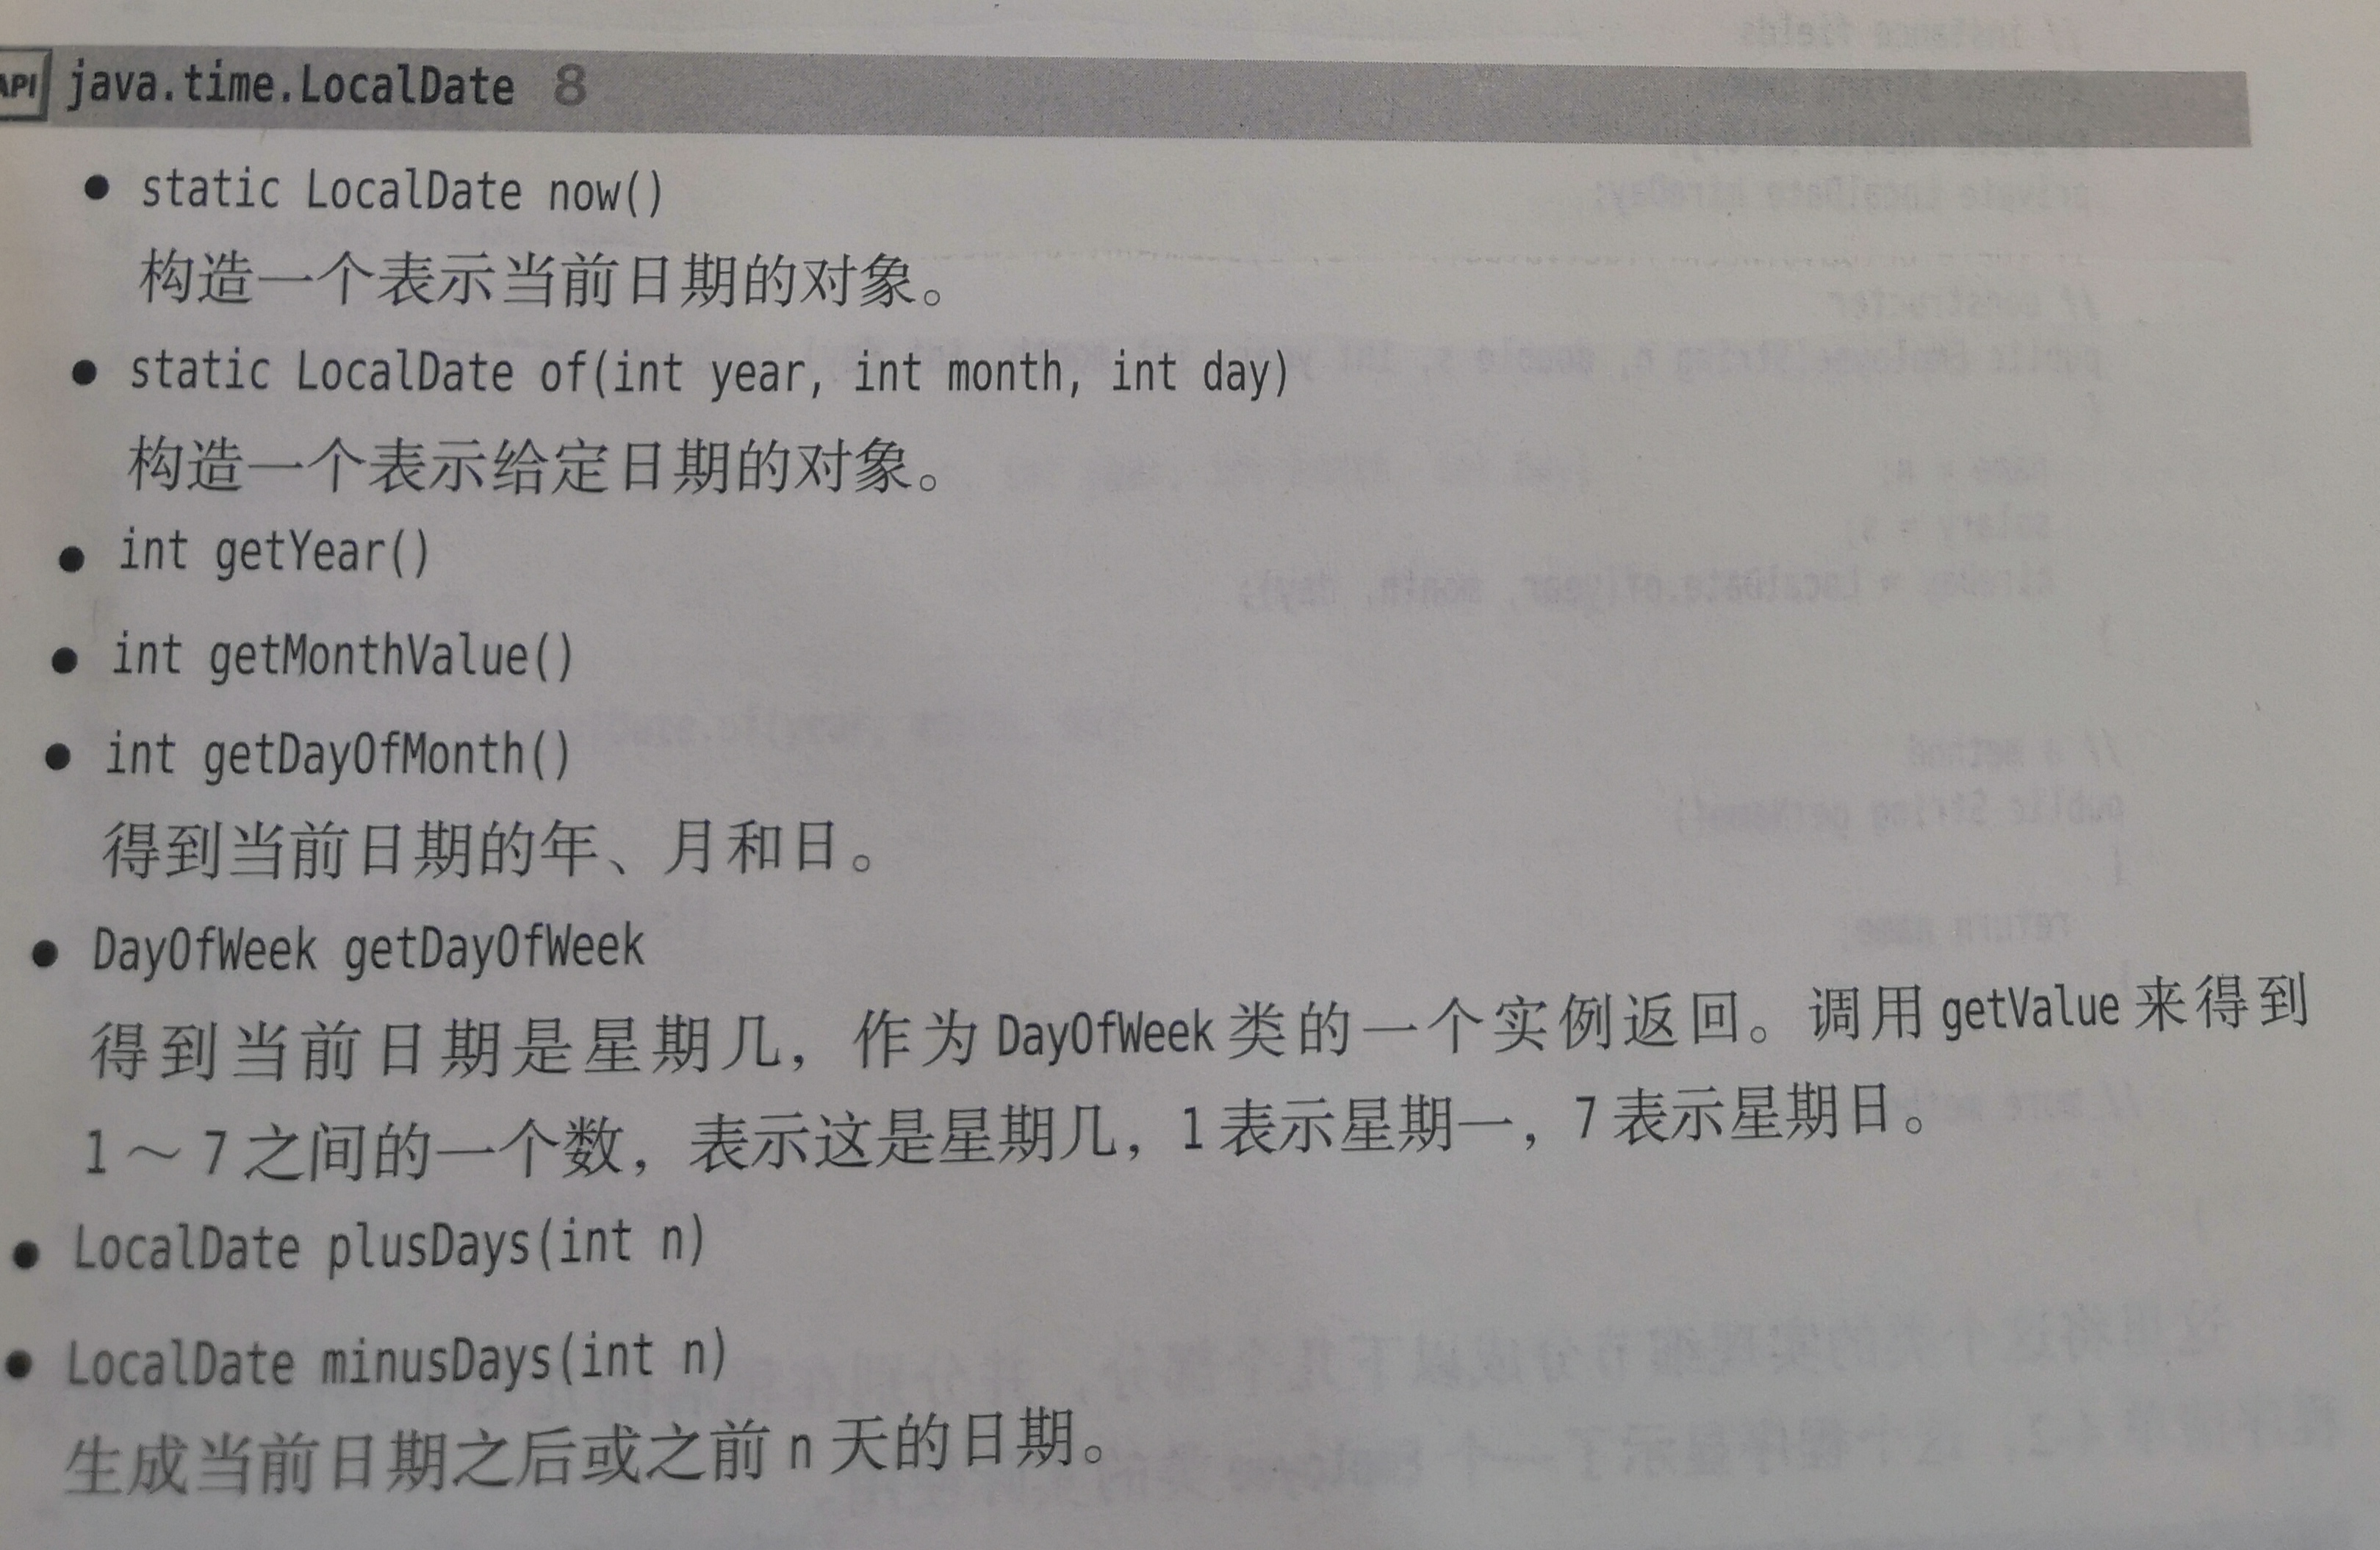 API java.time.LocalDate 8
• static LocalDate now()
构造一个表示当前日期的对象。
• static LocalDate of(int year, int month, int day)
构造一个表示给定日期的对象。
• int getYear()
• int getMonthValue()
• int getDayOfMonth()
得到当前日期的年、月和日。
• DayOfWeek getDayOfWeek
得到当前日期是星期几，作为 DayOfWeek 类的一个实例返回。调用 getValue 来得到
1～7 之间的一个数，表示这是星期几，1 表示星期一，7 表示星期日。
• LocalDate plusDays(int n)
• LocalDate minusDays(int n)
生成当前日期之后或之前 n 天的日期。